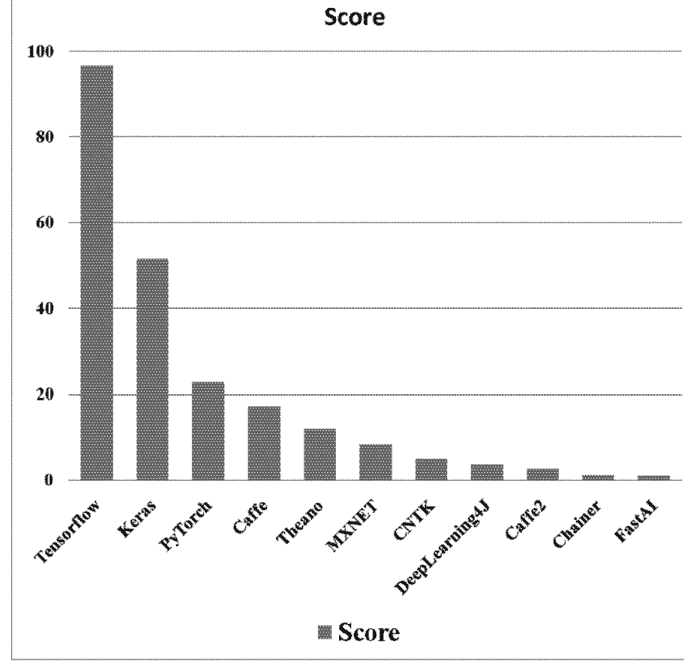 Score
100
80
60
40
20
0
Tensorflow
Keras
PyTorch
Caffe
Theano
MXNET
CNTK
DeepLearning4J
Caffe2
Chainer
FastAI
Score